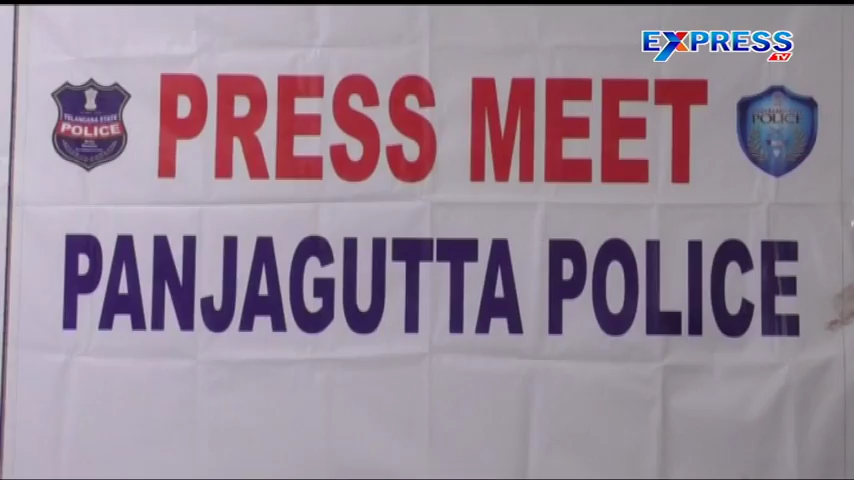 EXPRESS
TV
PRESS MEET
TELANGANA STATE
POLICE
POLICE
PANJAGUTTA POLICE